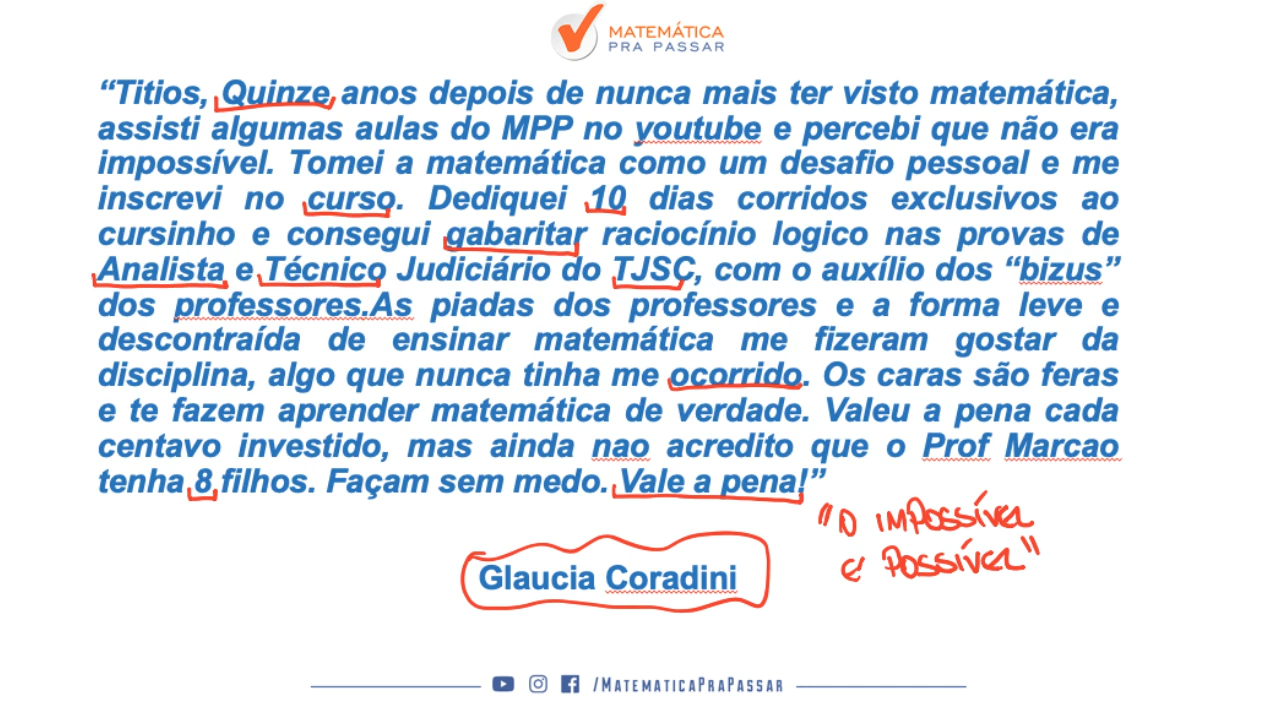 MATEMÁTICA
PRA PASSAR
“Titios, Quinze anos depois de nunca mais ter visto matemática,
assisti algumas aulas do MPP no youtube e percebi que não era
impossível. Tomei a matemática como um desafio pessoal e me
inscrevi no curso. Dediquei 10 dias corridos exclusivos ao
cursinho e consegui gabaritar raciocínio logico nas provas de
Analista e Técnico Judiciário do TJSC, com o auxílio dos “bizus”
dos professores.As piadas dos professores e a forma leve e
descontraída de ensinar matemática me fizeram gostar da
disciplina, algo que nunca tinha me ocorrido. Os caras são feras
e te fazem aprender matemática de verdade. Valeu a pena cada
centavo investido, mas ainda nao acredito que o Prof Marcao
tenha 8 filhos. Façam sem medo. Vale a pena!”
"O IMPOSSÍVEL
É POSSÍVEL"
Glaucia Coradini
/MATEMATICAPRAPASSAR